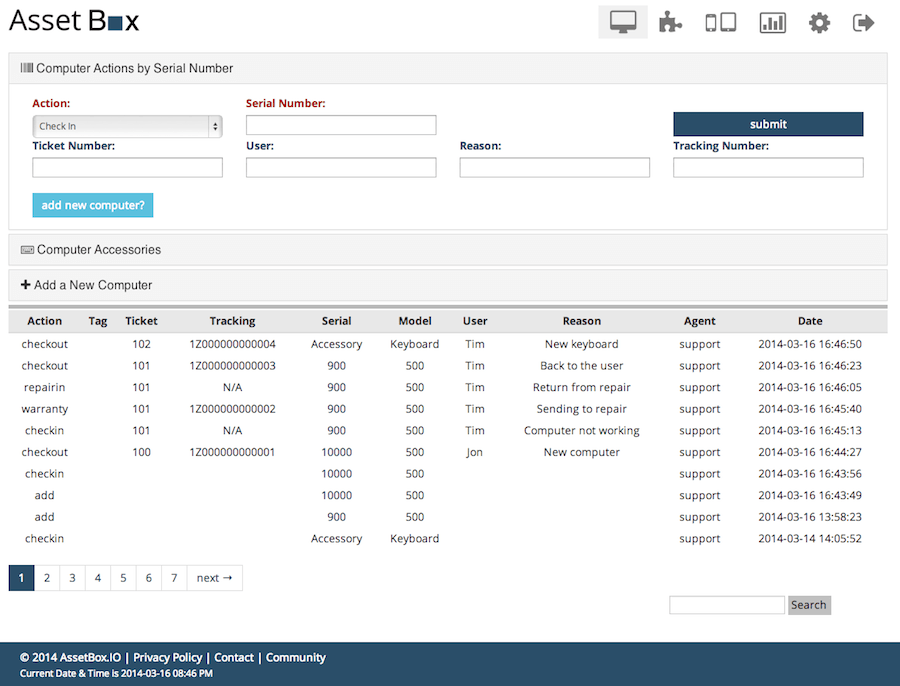 Asset Box
Computer Actions by Serial Number
Action: Serial Number:
Check In submit
Ticket Number: User: Reason: Tracking Number:
add new computer?
Computer Accessories
Add a New Computer
Action Tag Ticket Tracking Serial Model User Reason Agent Date
checkout 102 1Z000000000004 Accessory Keyboard Tim New keyboard support 2014-03-16 16:46:50
checkout 101 1Z000000000003 900 500 Tim Back to the user support 2014-03-16 16:46:23
repairin 101 N/A 900 500 Tim Return from repair support 2014-03-16 16:46:05
warranty 101 1Z000000000002 900 500 Tim Sending to repair support 2014-03-16 16:45:40
checkin 101 N/A 900 500 Tim Computer not working support 2014-03-16 16:45:13
checkout 100 1Z000000000001 10000 500 Jon New computer support 2014-03-16 16:44:27
checkin 10000 500 support 2014-03-16 16:43:56
add 10000 500 support 2014-03-16 16:43:49
add 900 500 support 2014-03-16 13:58:23
checkin Accessory Keyboard support 2014-03-14 14:05:52
1 2 3 4 5 6 7 next →
Search
© 2014 AssetBox.IO | Privacy Policy | Contact | Community
Current Date & Time is 2014-03-16 08:46 PM